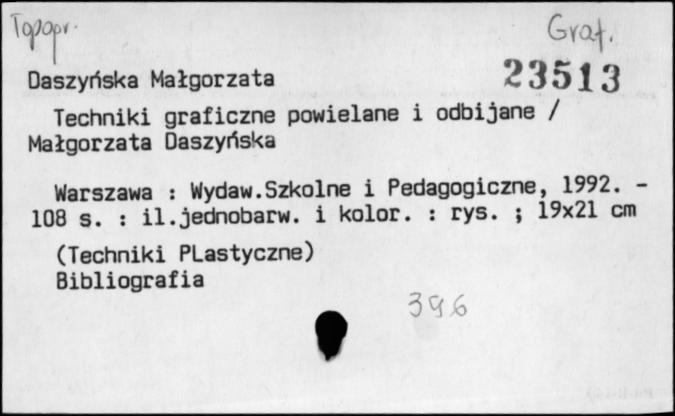 Topogr.
Graf.
23513
Daszyńska Małgorzata
Techniki graficzne powielane i odbijane /
Małgorzata Daszyńska
Warszawa : Wydaw.Szkolne i Pedagogiczne, 1992. -
108 s. : il.jednobarw. i kolor. : rys. ; 19x21 cm
(Techniki PLastyczne)
Bibliografia
396